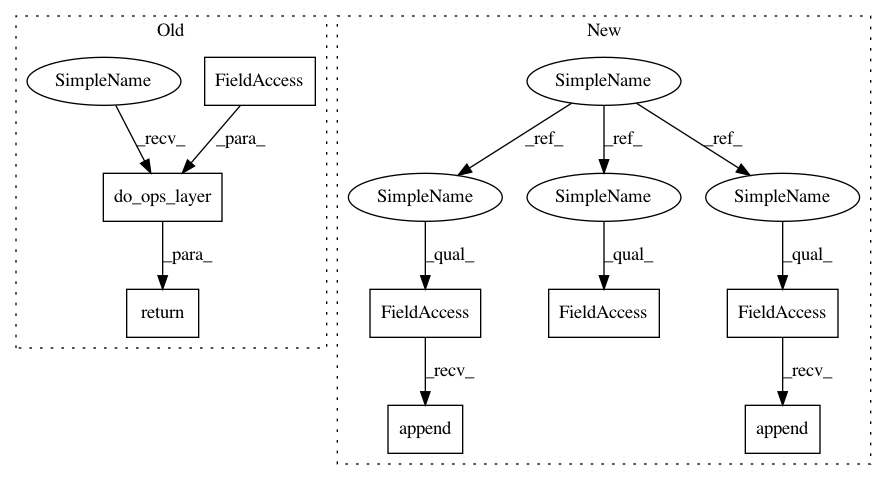 Old
New
SimpleName
FieldAccess
SimpleName
_recv_
_para_
_ref_
_ref_
_ref_
do_ops_layer
SimpleName
SimpleName
SimpleName
_para_
_qual_
_qual_
_qual_
return
FieldAccess
FieldAccess
FieldAccess
_recv_
_recv_
append
append